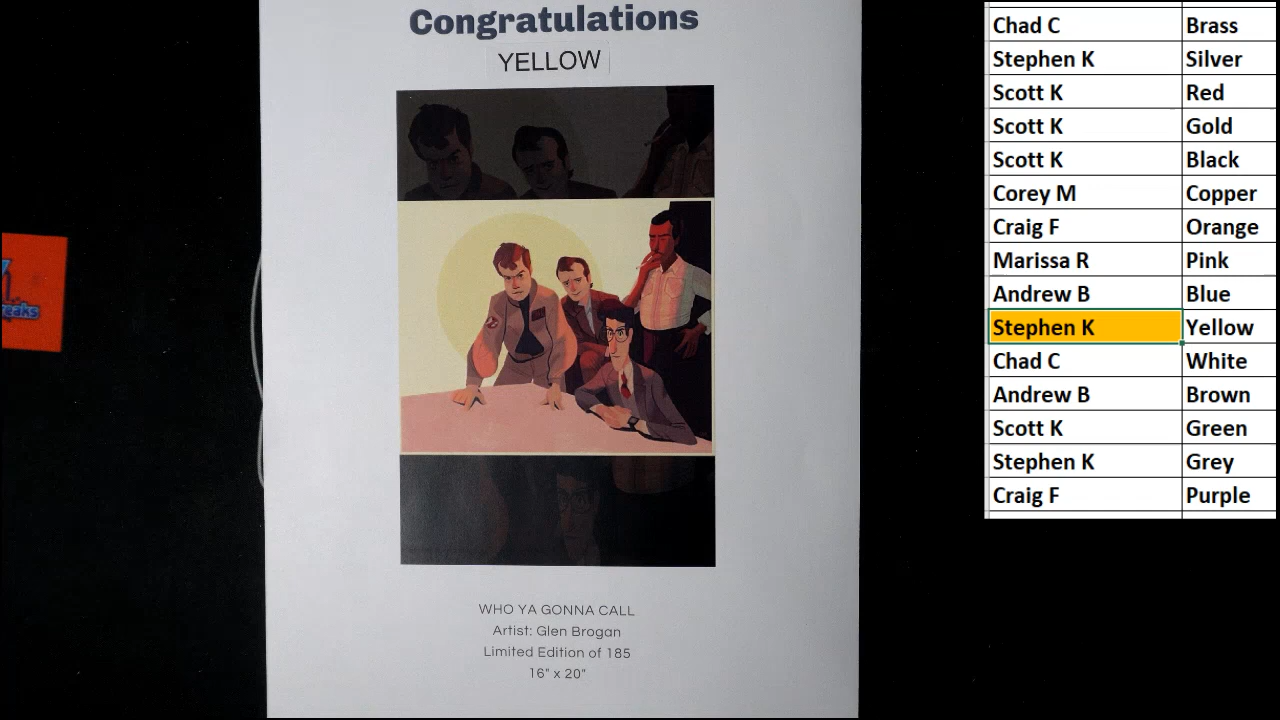 Congratulations
YELLOW
WHO YA GONNA CALL
Artist: Glen Brogan
Limited Edition of 185
16" x 20"
eaks
Chad C Brass
Stephen K Silver
Scott K Red
Scott K Gold
Scott K Black
Corey M Copper
Craig F Orange
Marissa R Pink
Andrew B Blue
Stephen K Yellow
Chad C White
Andrew B Brown
Scott K Green
Stephen K Grey
Craig F Purple